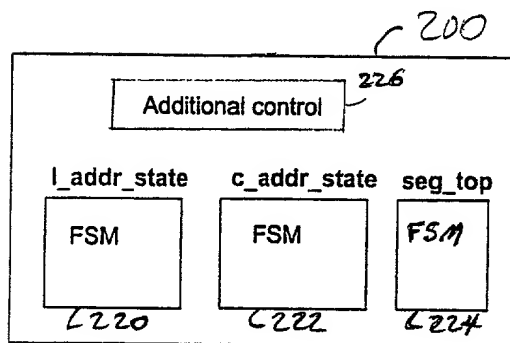 200
Additional control 226
l_addr_state c_addr_state seg_top
FSM FSM FSM
220 222 224